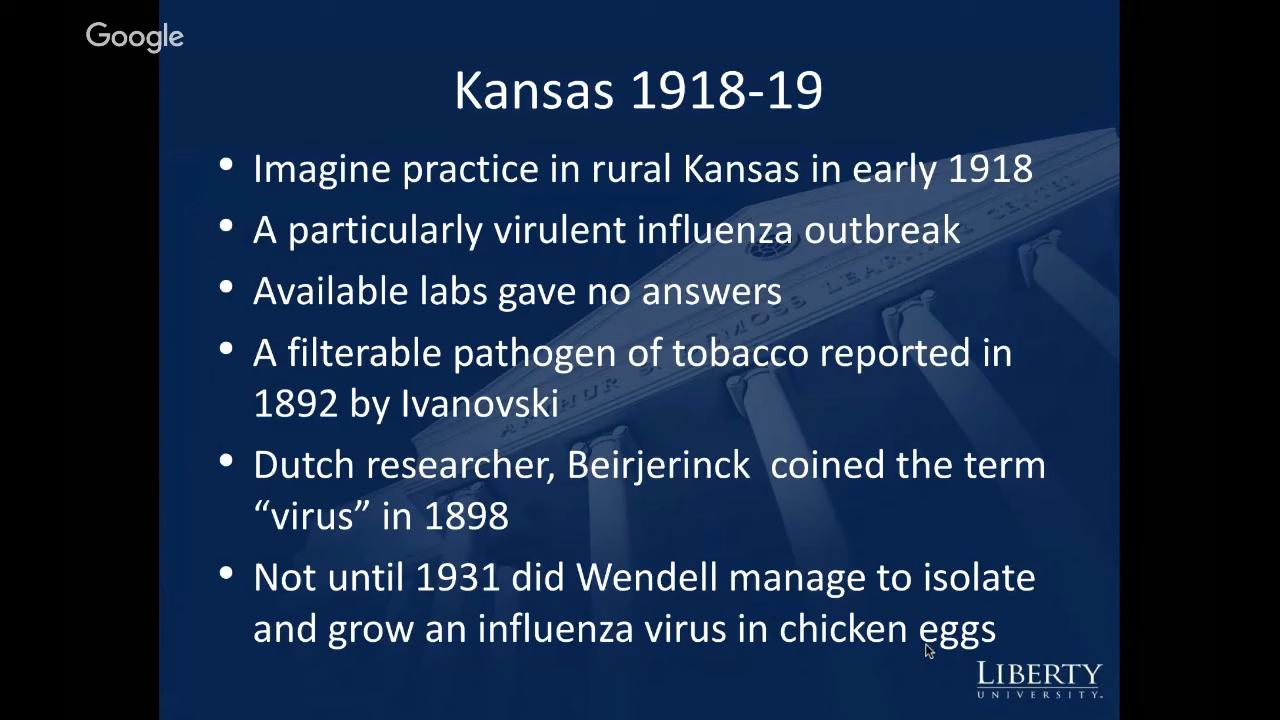 Google
Kansas 1918-19
• Imagine practice in rural Kansas in early 1918
• A particularly virulent influenza outbreak
• Available labs gave no answers
• A filterable pathogen of tobacco reported in
1892 by Ivanovski
• Dutch researcher, Beirjerinck  coined the term
“virus” in 1898
• Not until 1931 did Wendell manage to isolate
and grow an influenza virus in chicken eggs
LIBERTY
UNIVERSITY.